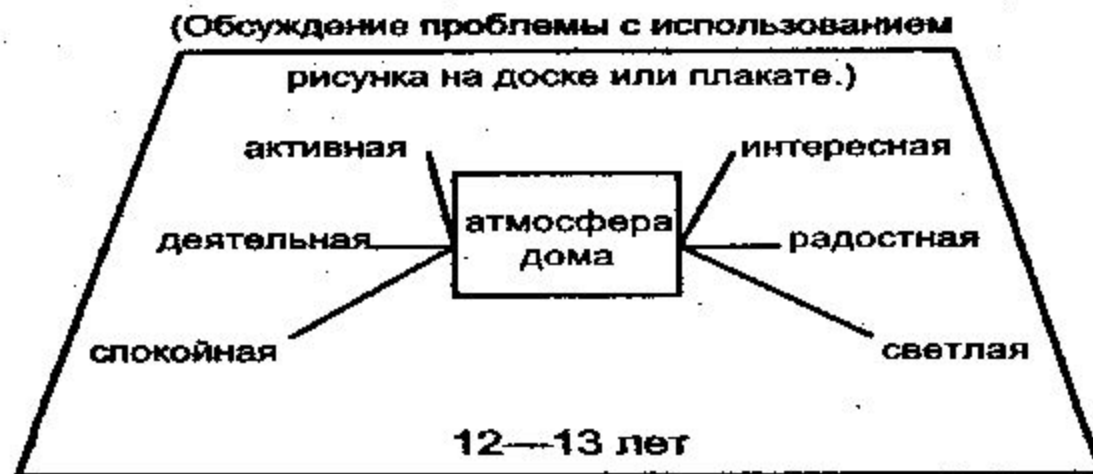 (Обсуждение проблемы с использованием
рисунка на доске или плакате.)
активная
интересная
атмосфера
дома
деятельная
радостная
спокойная
светлая
12—13 лет